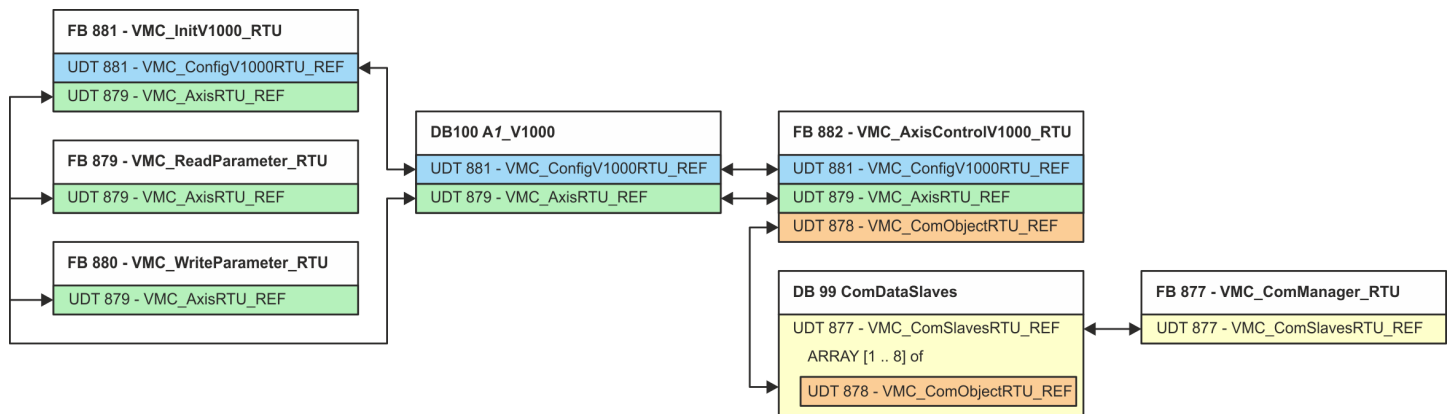 FB 881 - VMC_InitV1000_RTU
UDT 881 - VMC_ConfigV1000RTU_REF
UDT 879 - VMC_AxisRTU_REF
FB 879 - VMC_ReadParameter_RTU
UDT 879 - VMC_AxisRTU_REF
FB 880 - VMC_WriteParameter_RTU
UDT 879 - VMC_AxisRTU_REF
DB100 A1_V1000
UDT 881 - VMC_ConfigV1000RTU_REF
UDT 879 - VMC_AxisRTU_REF
FB 882 - VMC_AxisControlV1000_RTU
UDT 881 - VMC_ConfigV1000RTU_REF
UDT 879 - VMC_AxisRTU_REF
UDT 878 - VMC_ComObjectRTU_REF
DB 99 ComDataSlaves
UDT 877 - VMC_ComSlavesRTU_REF
ARRAY [1 .. 8] of
UDT 878 - VMC_ComObjectRTU_REF
FB 877 - VMC_ComManager_RTU
UDT 877 - VMC_ComSlavesRTU_REF